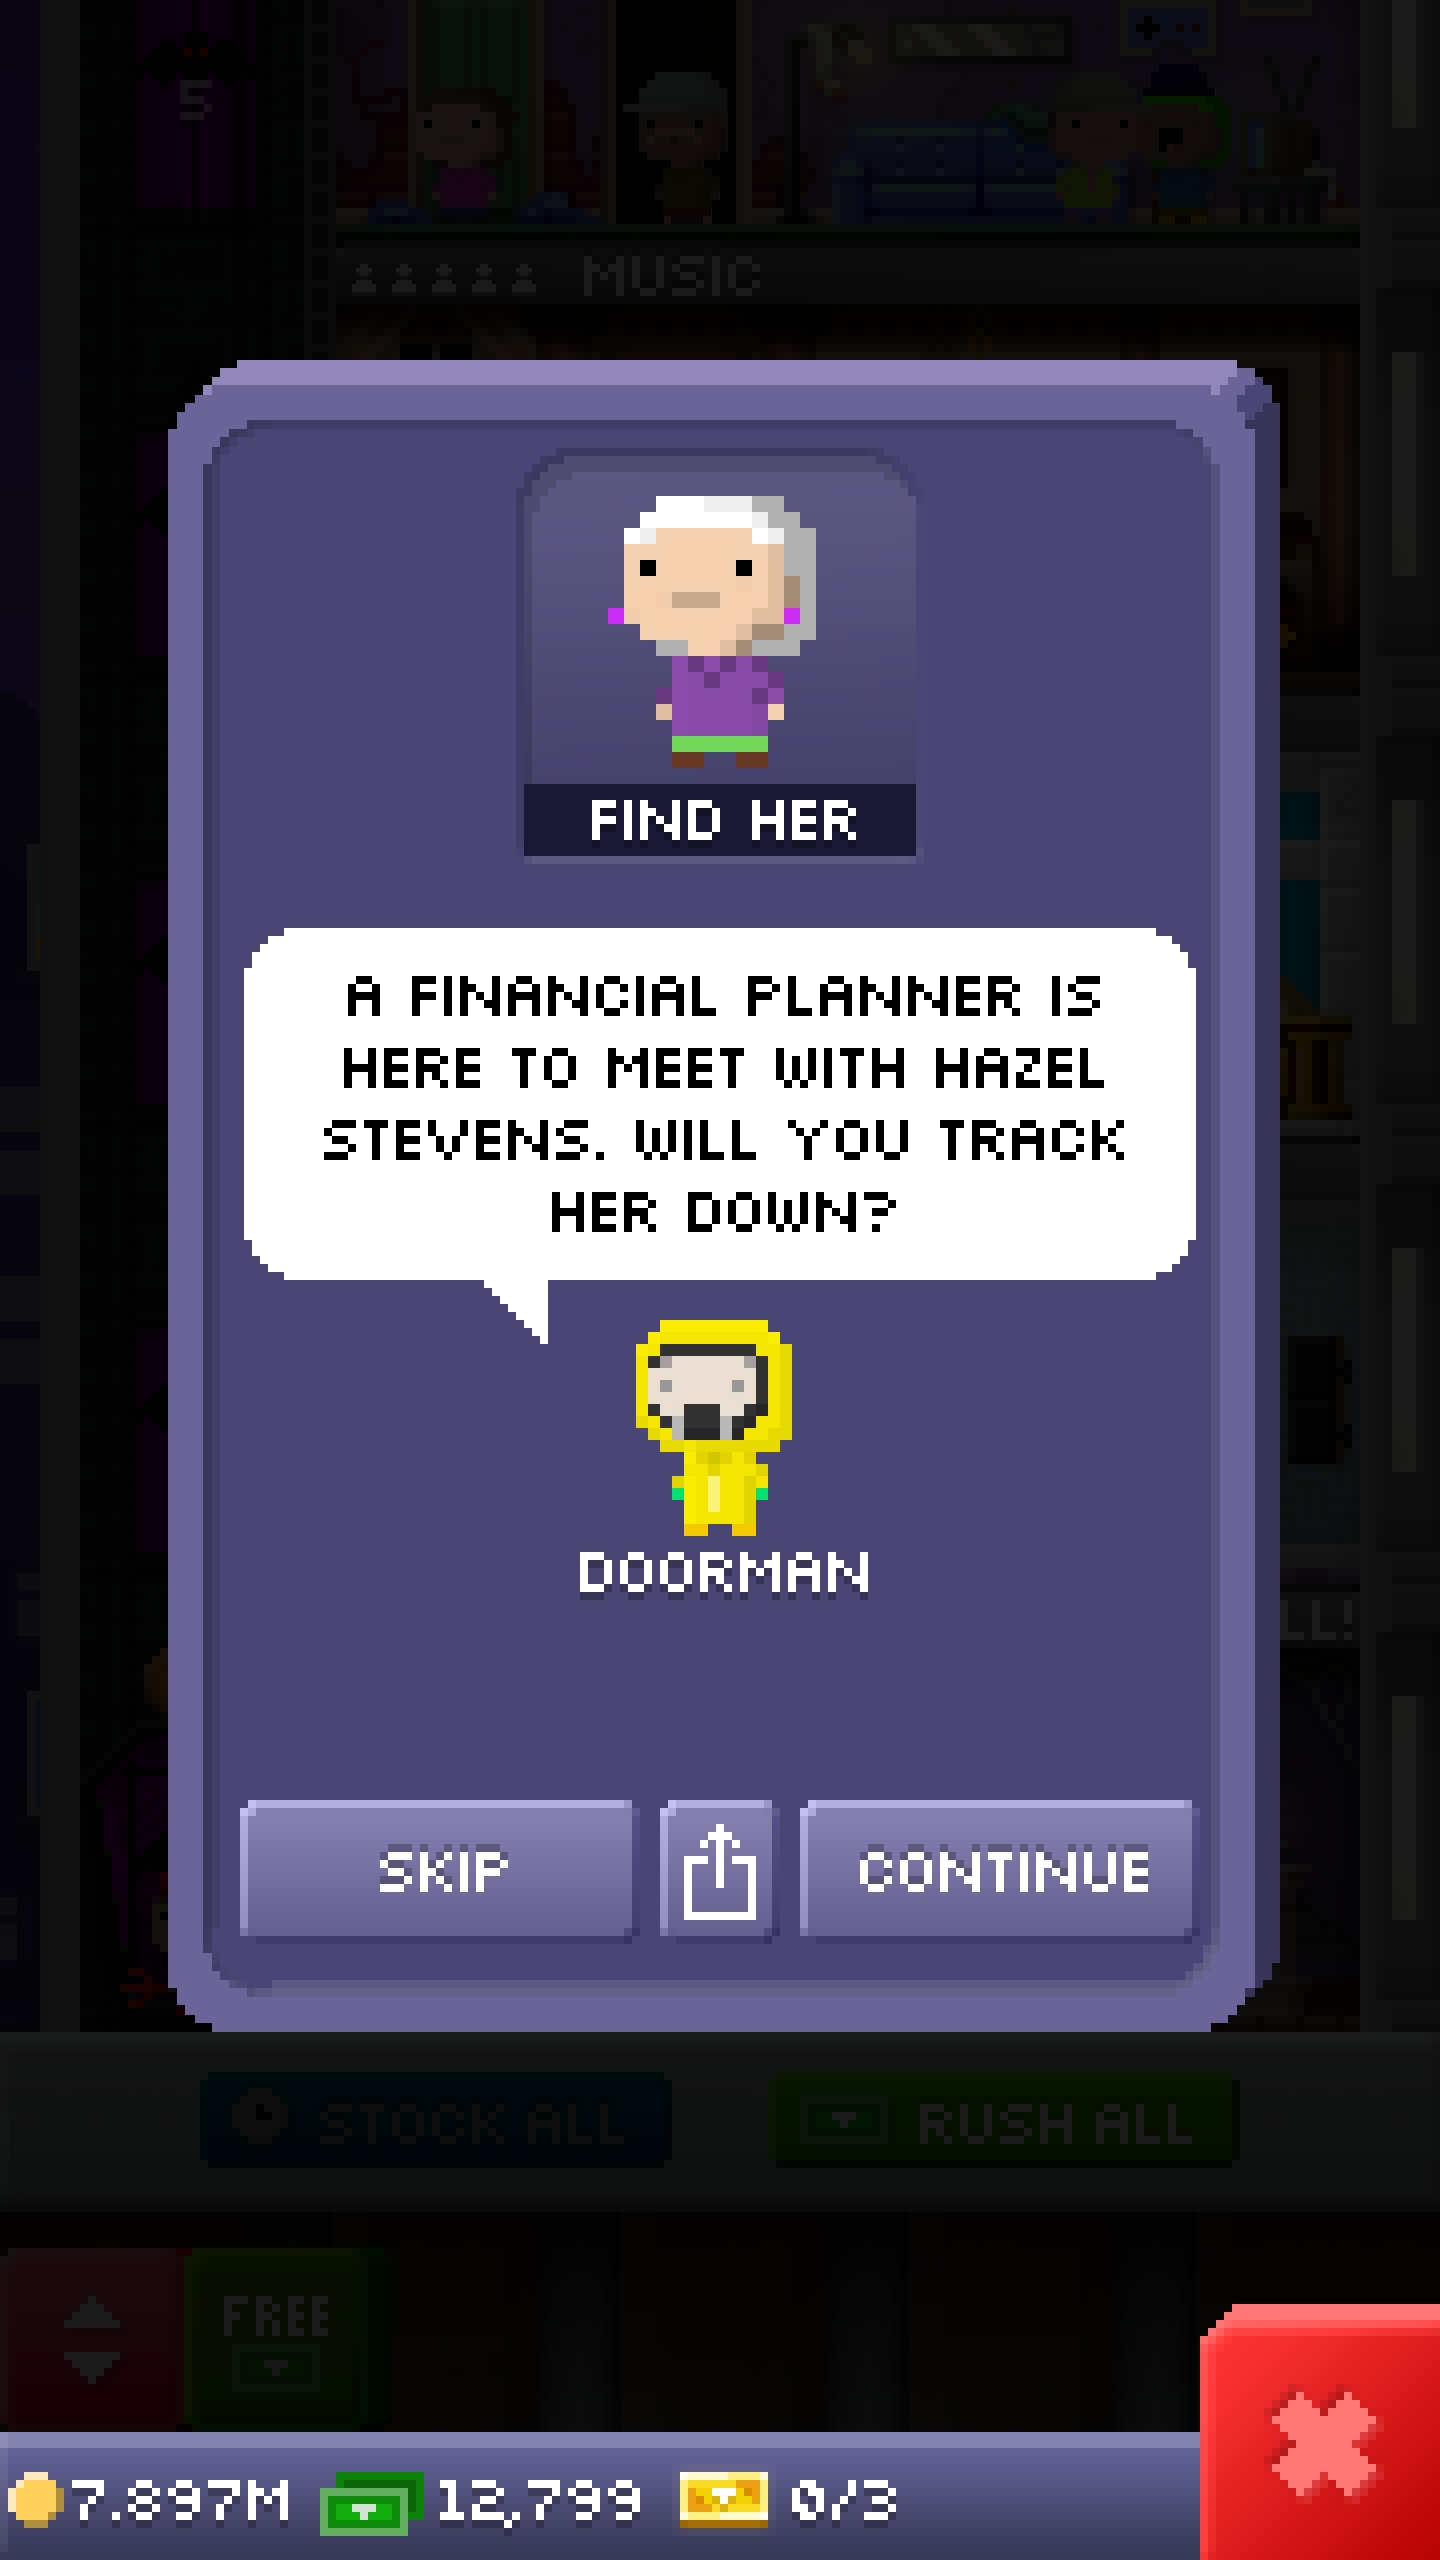 5
MUSIC
FIND HER
A FINANCIAL PLANNER IS
HERE TO MEET WITH HAZEL
STEVENS. WILL YOU TRACK
HER DOWN?
DOORMAN
LL!
SKIP
CONTINUE
STOCK ALL
RUSH ALL
FREE
7.897M
12,799
0/3